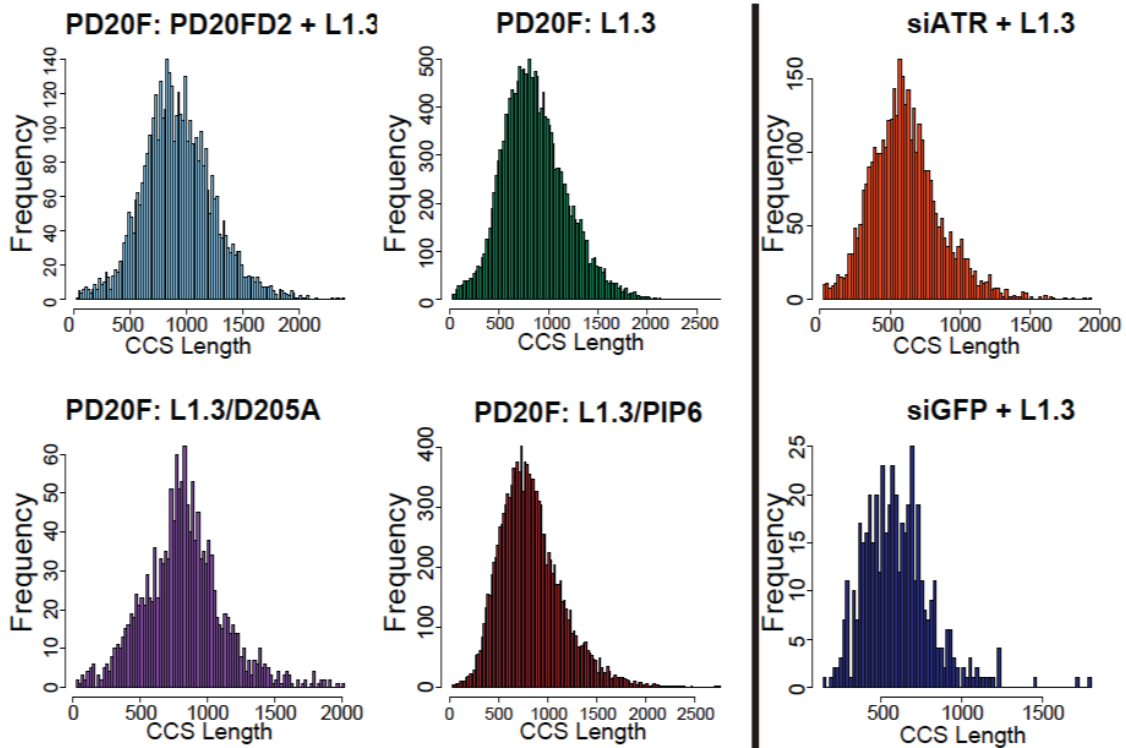 PD20F: PD20FD2 + L1.3
Frequency
0 20 40 60 80 100 120 140
0 500 1000 1500 2000
CCS Length
PD20F: L1.3
Frequency
0 100 200 300 400 500
0 500 1000 1500 2000 2500
CCS Length
siATR + L1.3
Frequency
0 50 100 150
0 500 1000 1500 2000
CCS Length
PD20F: L1.3/D205A
Frequency
0 10 20 30 40 50 60
0 500 1000 1500 2000
CCS Length
PD20F: L1.3/PIP6
Frequency
0 100 200 300 400
0 500 1000 1500 2000 2500
CCS Length
siGFP + L1.3
Frequency
0 5 10 15 20 25
500 1000 1500
CCS Length